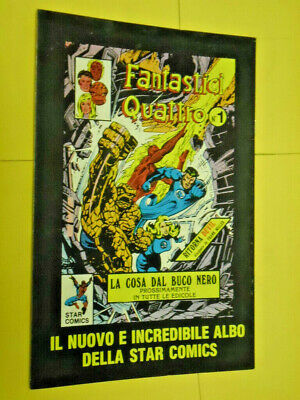 Fantastici
Quattro
1
RITORNA
LA COSA DAL BUCO NERO
PROSSIMAMENTE
IN TUTTE LE EDICOLE
STAR
COMICS
IL NUOVO E INCREDIBILE ALBO
DELLA STAR COMICS